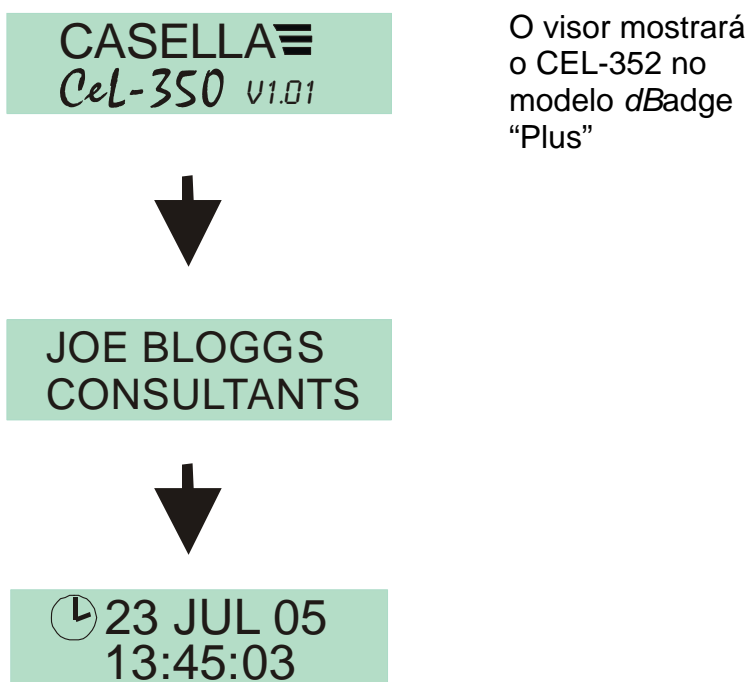 CASELLA
CeL-350 V1.01
O visor mostrará
o CEL-352 no
modelo dBadge
“Plus”
JOE BLOGGS
CONSULTANTS
23 JUL 05
13:45:03